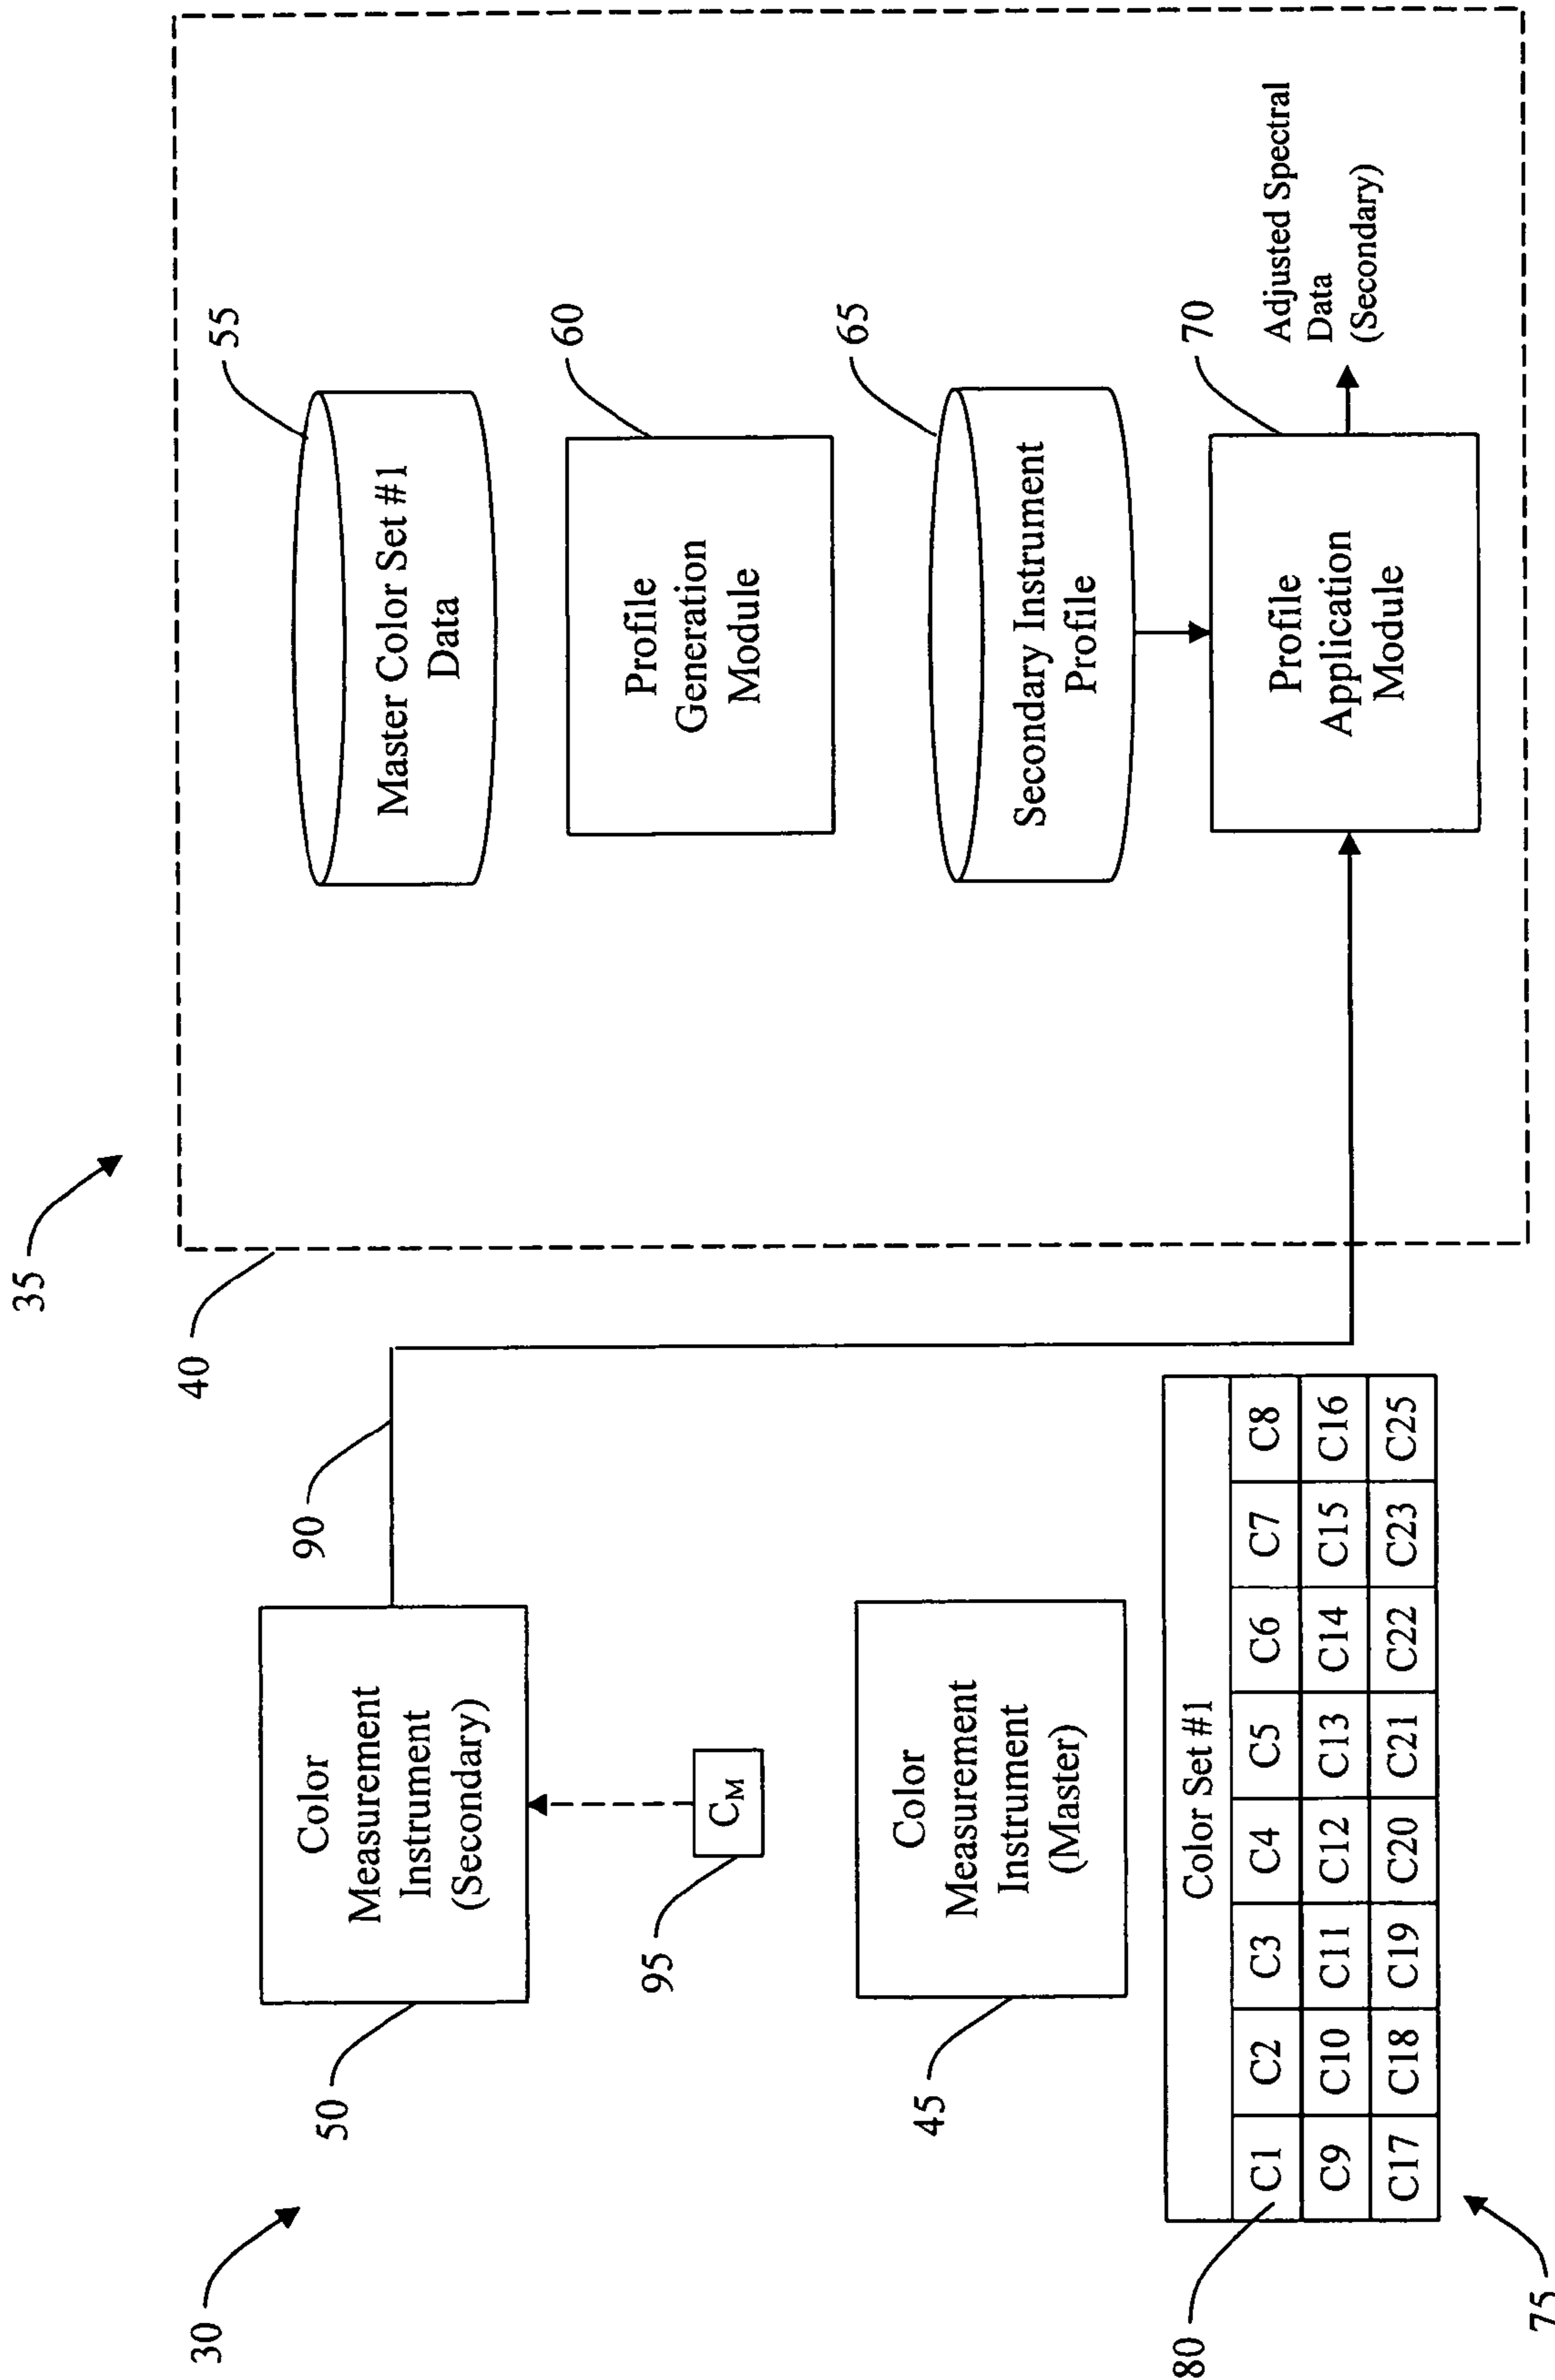 35
40
55
Master Color Set #1
Data
60
Profile
Generation
Module
65
Secondary Instrument
Profile
70
Profile
Application
Module
Adjusted Spectral
Data
(Secondary)
30
50
Color
Measurement
Instrument
(Secondary)
90
95
CM
45
Color
Measurement
Instrument
(Master)
Color Set #1
C1 C2 C3 C4 C5 C6 C7 C8
C9 C10 C11 C12 C13 C14 C15 C16
C17 C18 C19 C20 C21 C22 C23 C25
80
75